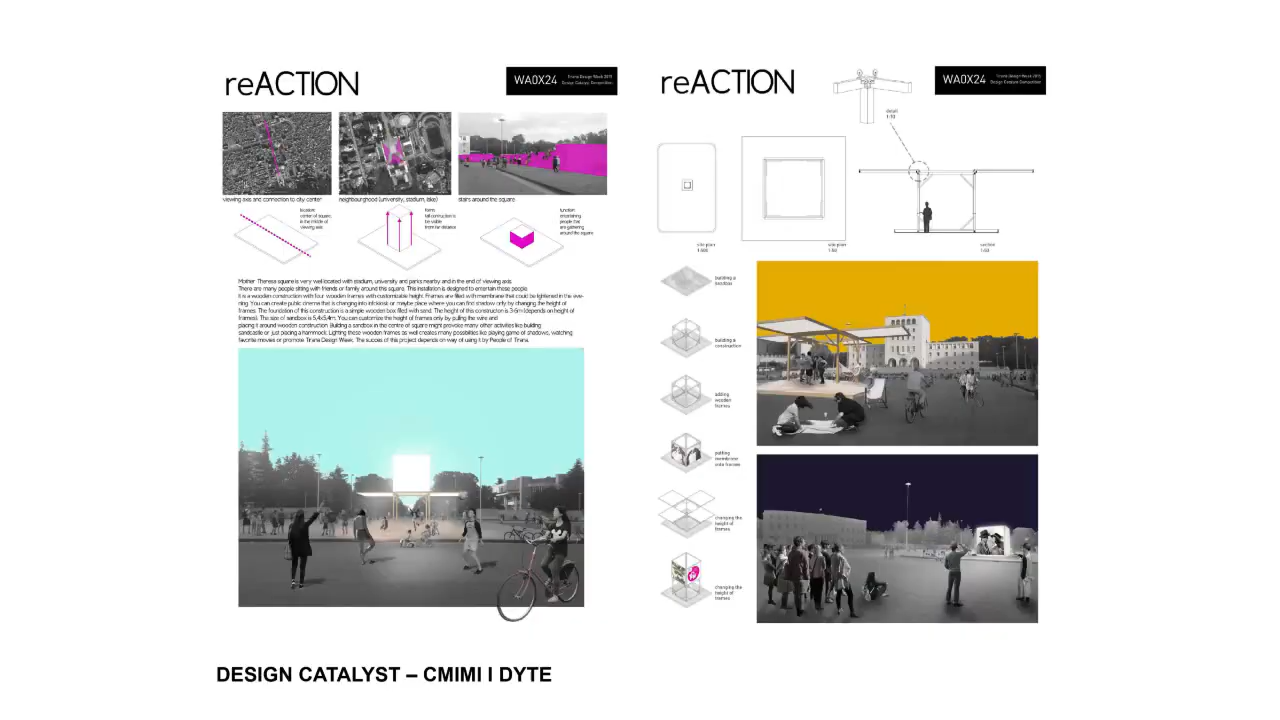 reACTION
WA0X24
Tirana Design Week 2015
Design Catalyst Competition
viewing axis and connection to city center
neighbourhood (university, stadium, lake)
stairs around the square
location:
center of square,
in the middle of
viewing axis
form:
tall construction to
be visible
from far distance
function:
entertaining
people that
are gathering
around the square
Mother Theresa square is very well located with stadium, university and parks nearby and in the end of viewing axis.
There are many people sitting with friends or family around this square. This installation is designed to entertain those people.
It is a wooden construction with four wooden frames with customizable height. Frames are filled with membrane that could be lightened in the eve-
ning. You can create public cinema that is changing into info kiosk or maybe place where you can find shadow only by changing the height of
frames. The foundation of this construction is a simple wooden box filled with sand. The height of this construction is 3-6m (depends on height of
frames). The size of sandbox is 5,4x5,4m. You can customize the height of frames only by pulling the wire and
placing it around wooden construction. Building a sandbox in the centre of square might provoke many other activities like building
sandcastle or just placing a hammock. Lighting these wooden frames as well creates many possibilities like playing game of shadows, watching
favorite movies or promote Tirana Design Week. The succes of this project depends on way of using it by People of Tirana.
reACTION
WA0X24
Tirana Design Week 2015
Design Catalyst Competition
detail
1:10
site plan
site plan
1:50
section
1:50
building a
sandbox
building a
construction
adding
wooden
frames
putting
membrane
onto frames
changing the
height of
frames
changing the
height of
frames
DESIGN CATALYST – CMIMI I DYTE